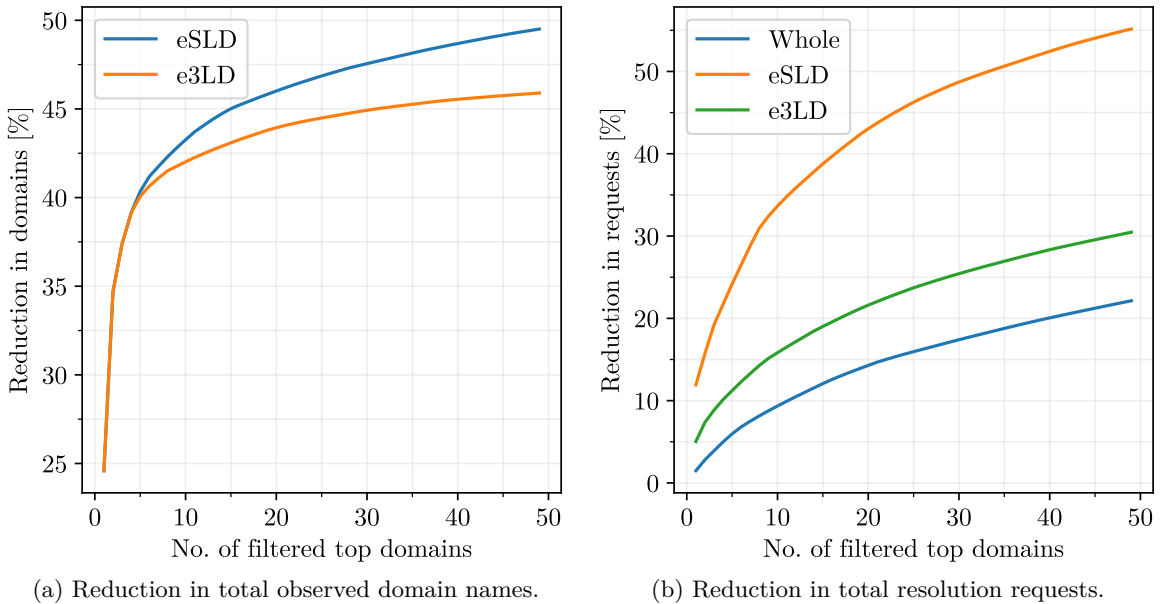 50
45
40
35
30
25
Reduction in domains [%]
eSLD
e3LD
0 10 20 30 40 50
No. of filtered top domains
(a) Reduction in total observed domain names.
50
40
30
20
10
0
Reduction in requests [%]
Whole
eSLD
e3LD
0 10 20 30 40 50
No. of filtered top domains
(b) Reduction in total resolution requests.